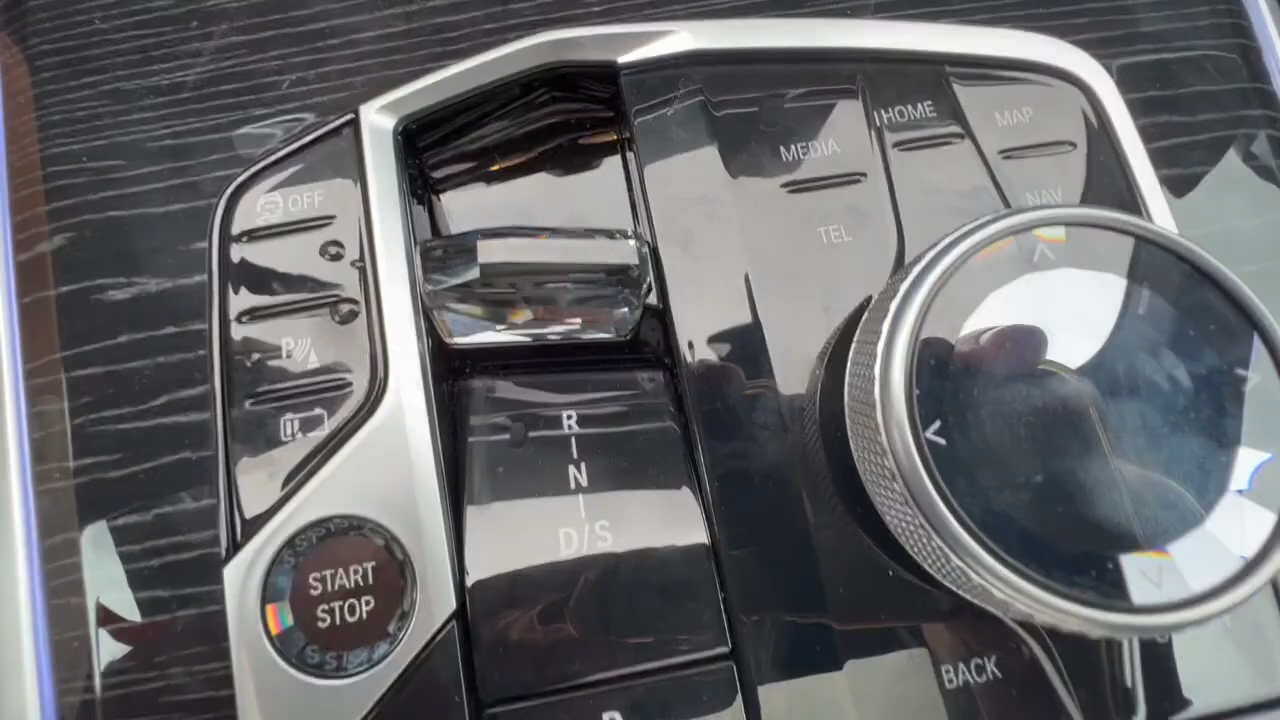 OFF
P
START
STOP
R
N
D/S
MEDIA
TEL
HOME
MAP
NAV
BACK